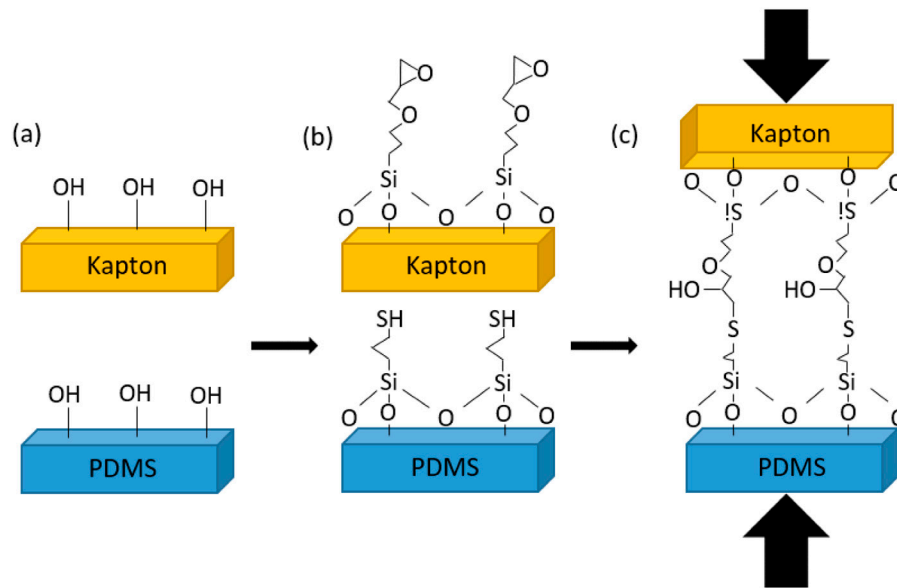 (a)
OH OH OH
Kapton
OH OH OH
PDMS
(b)
O O
O O
Si Si
O O O O O
Kapton
SH SH
Si Si
O O O O O
PDMS
(c)
Kapton
O O O O O
!S !S
O O
HO HO
S S
Si Si
O O O O O
PDMS